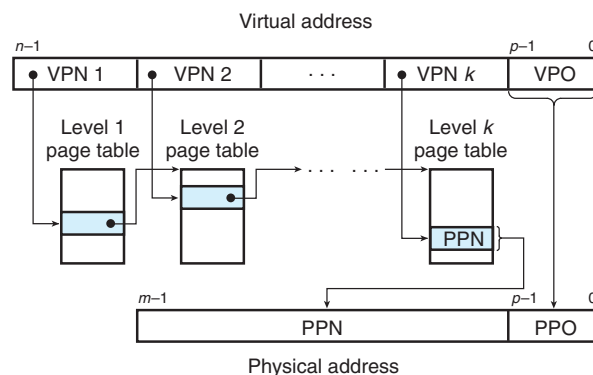 Virtual address
n–1 p–1 0
VPN 1 VPN 2 · · · VPN k VPO
Level 1 Level 2 Level k
page table page table page table
· · · · · ·
PPN
m–1 p–1 0
PPN PPO
Physical address